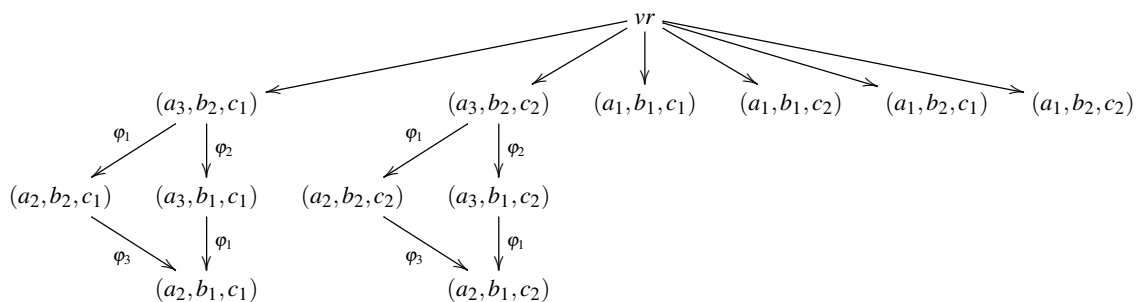 vr
(a₃,b₂,c₁) (a₃,b₂,c₂) (a₁,b₁,c₁) (a₁,b₁,c₂) (a₁,b₂,c₁) (a₁,b₂,c₂)
φ₁ φ₂ φ₁ φ₂
(a₂,b₂,c₁) (a₃,b₁,c₁) (a₂,b₂,c₂) (a₃,b₁,c₂)
φ₃ φ₁ φ₃ φ₁
(a₂,b₁,c₁) (a₂,b₁,c₂)